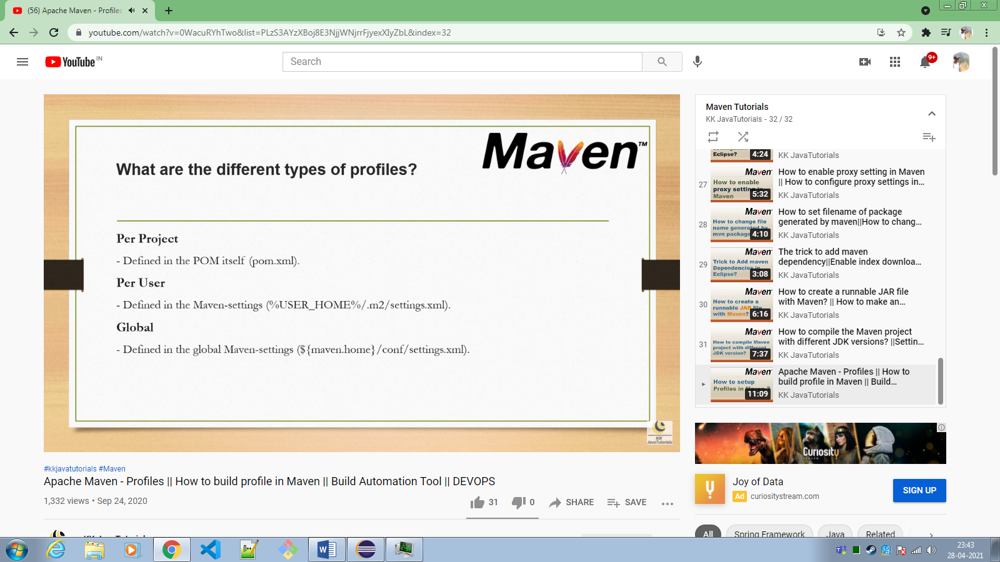 (56) Apache Maven - Profiles
youtube.com/watch?v=0WacuRYhTwo&list=PLzS3AYzXBoj8E3NjjWNjrrFjyexXIyZbL&index=32
YouTube IN
Search
9+
Maven™
What are the different types of profiles?
Per Project
- Defined in the POM itself (pom.xml).
Per User
- Defined in the Maven-settings (%USER_HOME%/.m2/settings.xml).
Global
- Defined in the global Maven-settings (${maven.home}/conf/settings.xml).
KK
JavaTutorials
#kkjavatutorials #Maven
Apache Maven - Profiles || How to build profile in Maven || Build Automation Tool || DEVOPS
1,332 views • Sep 24, 2020
31
0
SHARE
SAVE
Maven Tutorials
KK JavaTutorials - 32 / 32
Eclipse?
4:24
KK JavaTutorials
27
Maven
How to enable
proxy setting in
Maven
5:32
How to enable proxy setting in Maven
|| How to configure proxy settings in...
KK JavaTutorials
28
Maven
How to change file
name generated by
mvn package
4:10
How to set filename of package
generated by maven||How to chang...
KK JavaTutorials
29
Maven
Trick to Add maven
Dependencies in
Eclipse?
3:08
The trick to add maven
dependency||Enable index downloa...
KK JavaTutorials
30
Maven
How to create a
runnable JAR file
with Maven?
6:16
How to create a runnable JAR file
with Maven? || How to make an...
KK JavaTutorials
31
Maven
How to compile Maven
project with different
JDK version?
7:37
How to compile the Maven project
with different JDK versions? ||Settin...
KK JavaTutorials
Maven
How to setup
Profiles in Maven ?
11:09
Apache Maven - Profiles || How to
build profile in Maven || Build...
KK JavaTutorials
Curiosity
STREAM
Joy of Data
Ad curiositystream.com
SIGN UP
All
Spring Framework
Java
Related
23:43
28-04-2021